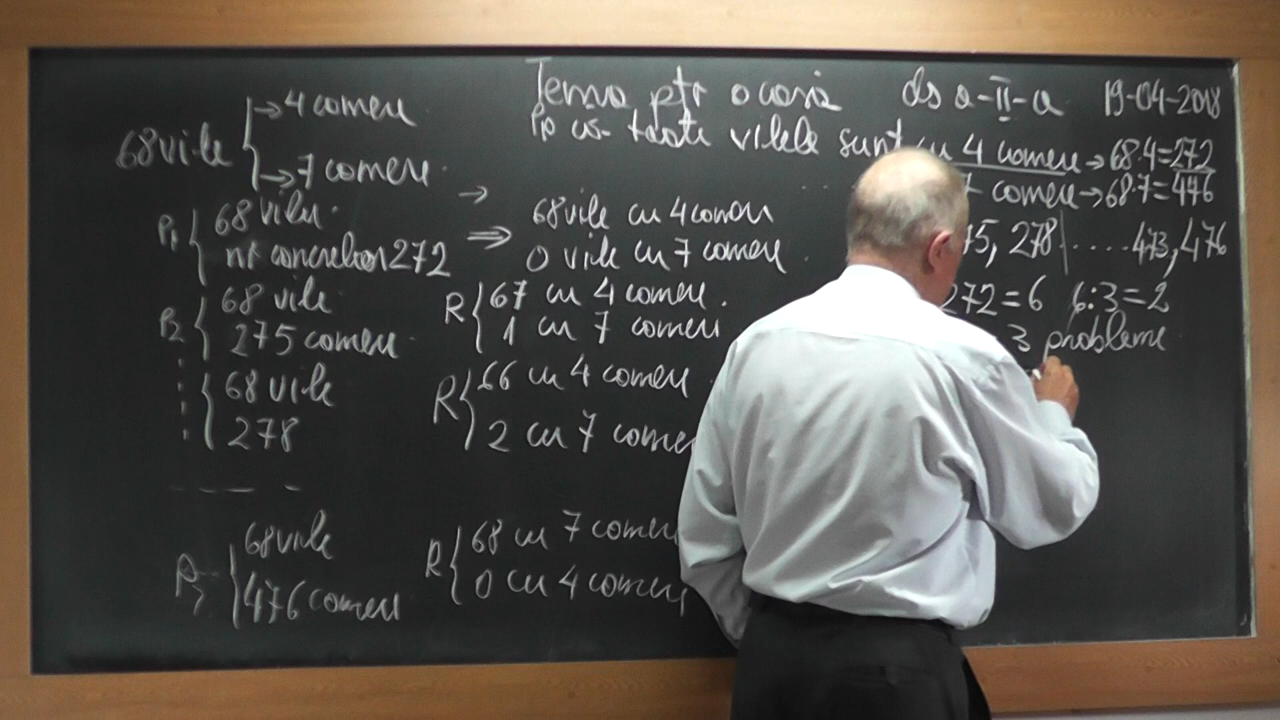 Tema ptr acasă ds a-II-a 19-04-2018
Pp că toate vilele sunt cu 4 camere → 68·4=272
7 camere → 68·7=476
75, 278 ..... 473, 476
272=6 6:3=2
3 probleme
68 vile → 4 camere
→ 7 camere
P1 68 vile
nr camerelor 272
⇒ 68 vile cu 4 camere
0 vile cu 7 camere
P2 68 vile
275 camere
R 67 cu 4 camere
1 cu 7 camere
68 vile
278
R 66 cu 4 camere
2 cu 7 camer
68 vile
476 camere
R 68 cu 7 camere
0 cu 4 camere